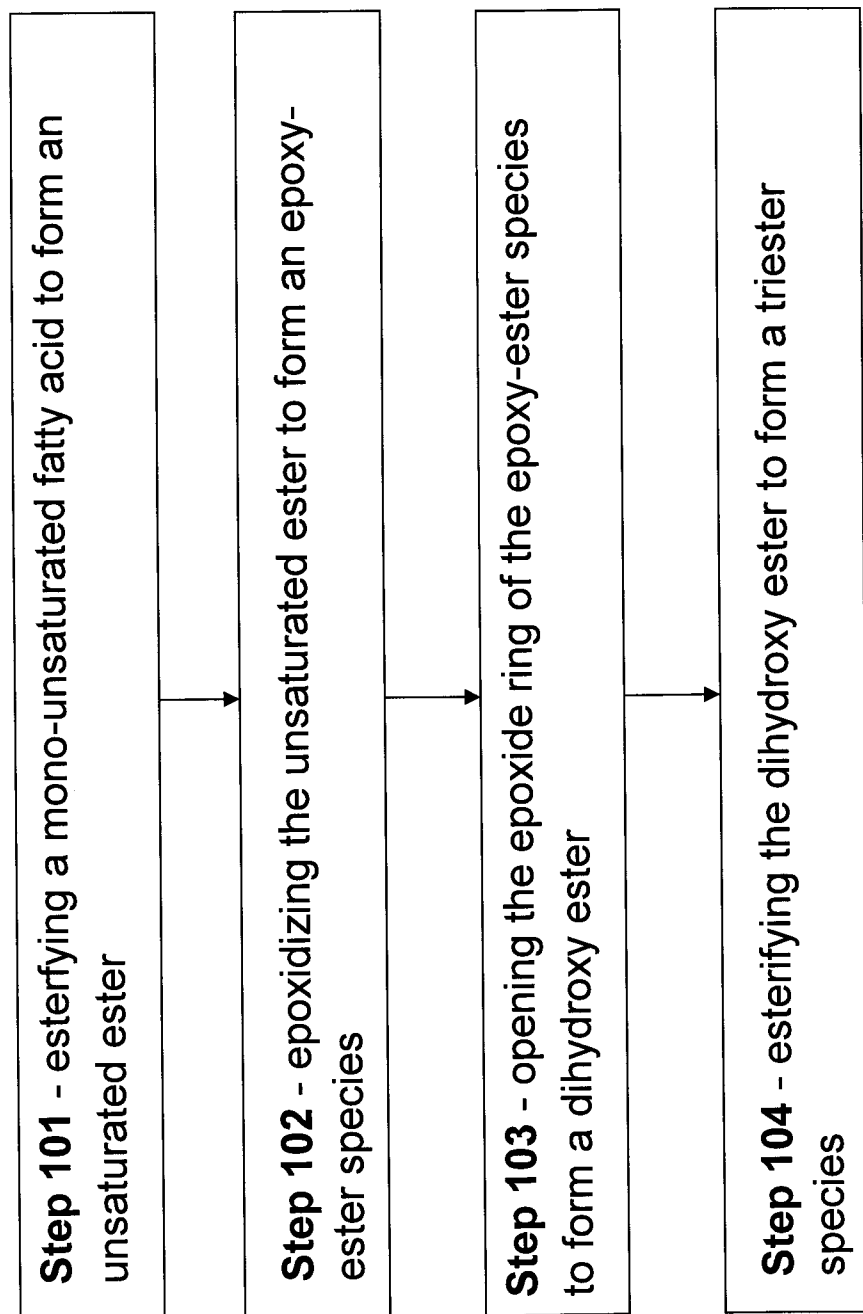 Step 101 - esterfying a mono-unsaturated fatty acid to form an
unsaturated ester
Step 102 - epoxidizing the unsaturated ester to form an epoxy-
ester species
Step 103 - opening the epoxide ring of the epoxy-ester species
to form a dihydroxy ester
Step 104 - esterifying the dihydroxy ester to form a triester
species